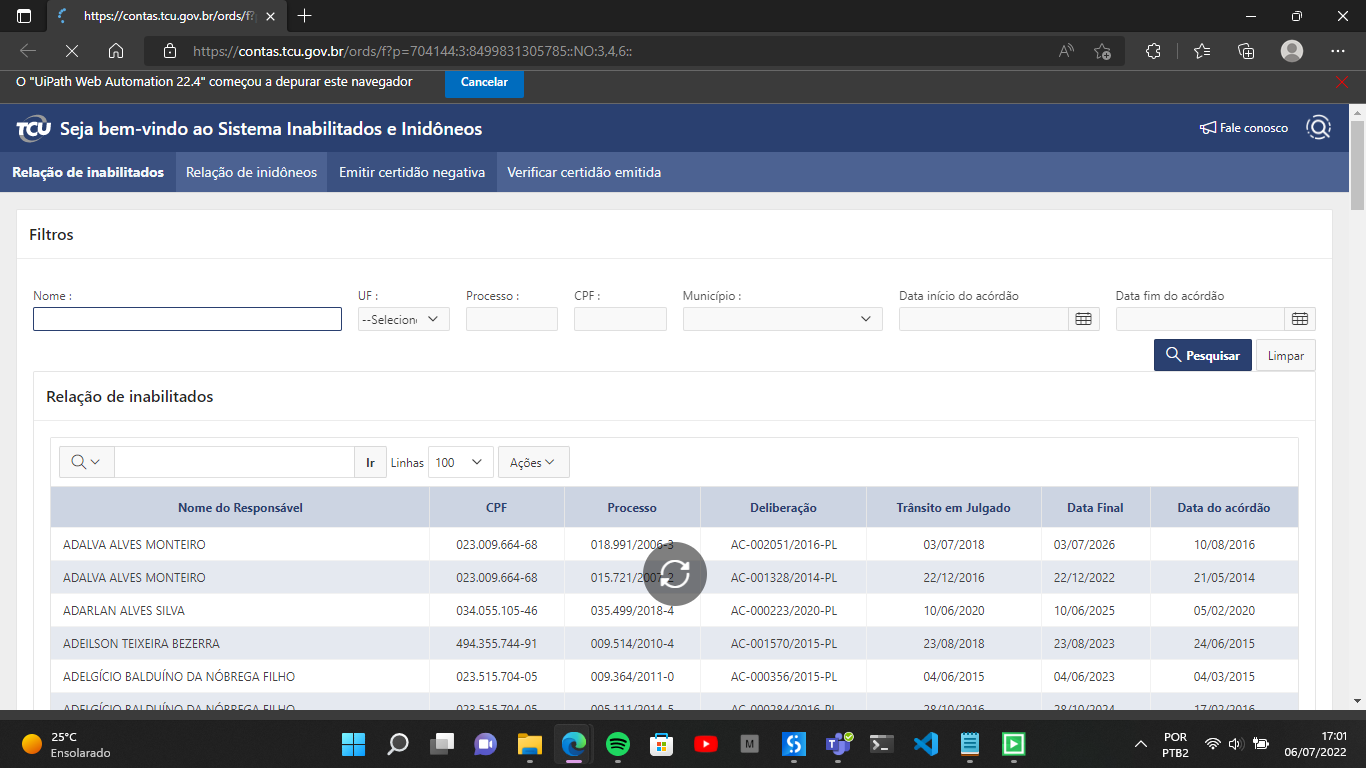 https://contas.tcu.gov.br/ords/f?p
https://contas.tcu.gov.br/ords/f?p=704144:3:8499831305785::NO:3,4,6::
O "UiPath Web Automation 22.4" começou a depurar este navegador
Cancelar
TCU Seja bem-vindo ao Sistema Inabilitados e Inidôneos
Fale conosco
Relação de inabilitados
Relação de inidôneos
Emitir certidão negativa
Verificar certidão emitida
Filtros
Nome :
UF :
Processo :
CPF :
Município :
Data início do acórdão
Data fim do acórdão
--Selecion
Pesquisar
Limpar
Relação de inabilitados
Ir
Linhas
100
Ações
Nome do Responsável CPF Processo Deliberação Trânsito em Julgado Data Final Data do acórdão
ADALVA ALVES MONTEIRO 023.009.664-68 018.991/2006-3 AC-002051/2016-PL 03/07/2018 03/07/2026 10/08/2016
ADALVA ALVES MONTEIRO 023.009.664-68 015.721/2007-2 AC-001328/2014-PL 22/12/2016 22/12/2022 21/05/2014
ADARLAN ALVES SILVA 034.055.105-46 035.499/2018-4 AC-000223/2020-PL 10/06/2020 10/06/2025 05/02/2020
ADEILSON TEIXEIRA BEZERRA 494.355.744-91 009.514/2010-4 AC-001570/2015-PL 23/08/2018 23/08/2023 24/06/2015
ADELGÍCIO BALDUÍNO DA NÓBREGA FILHO 023.515.704-05 009.364/2011-0 AC-000356/2015-PL 04/06/2015 04/06/2023 04/03/2015
ADELGÍCIO BALDUÍNO DA NÓBREGA FILHO 023.515.704-05 005.111/2014-5 AC-000284/2016-PL 28/10/2016 28/10/2024 17/02/2016
25°C
Ensolarado
POR
PTB2
17:01
06/07/2022